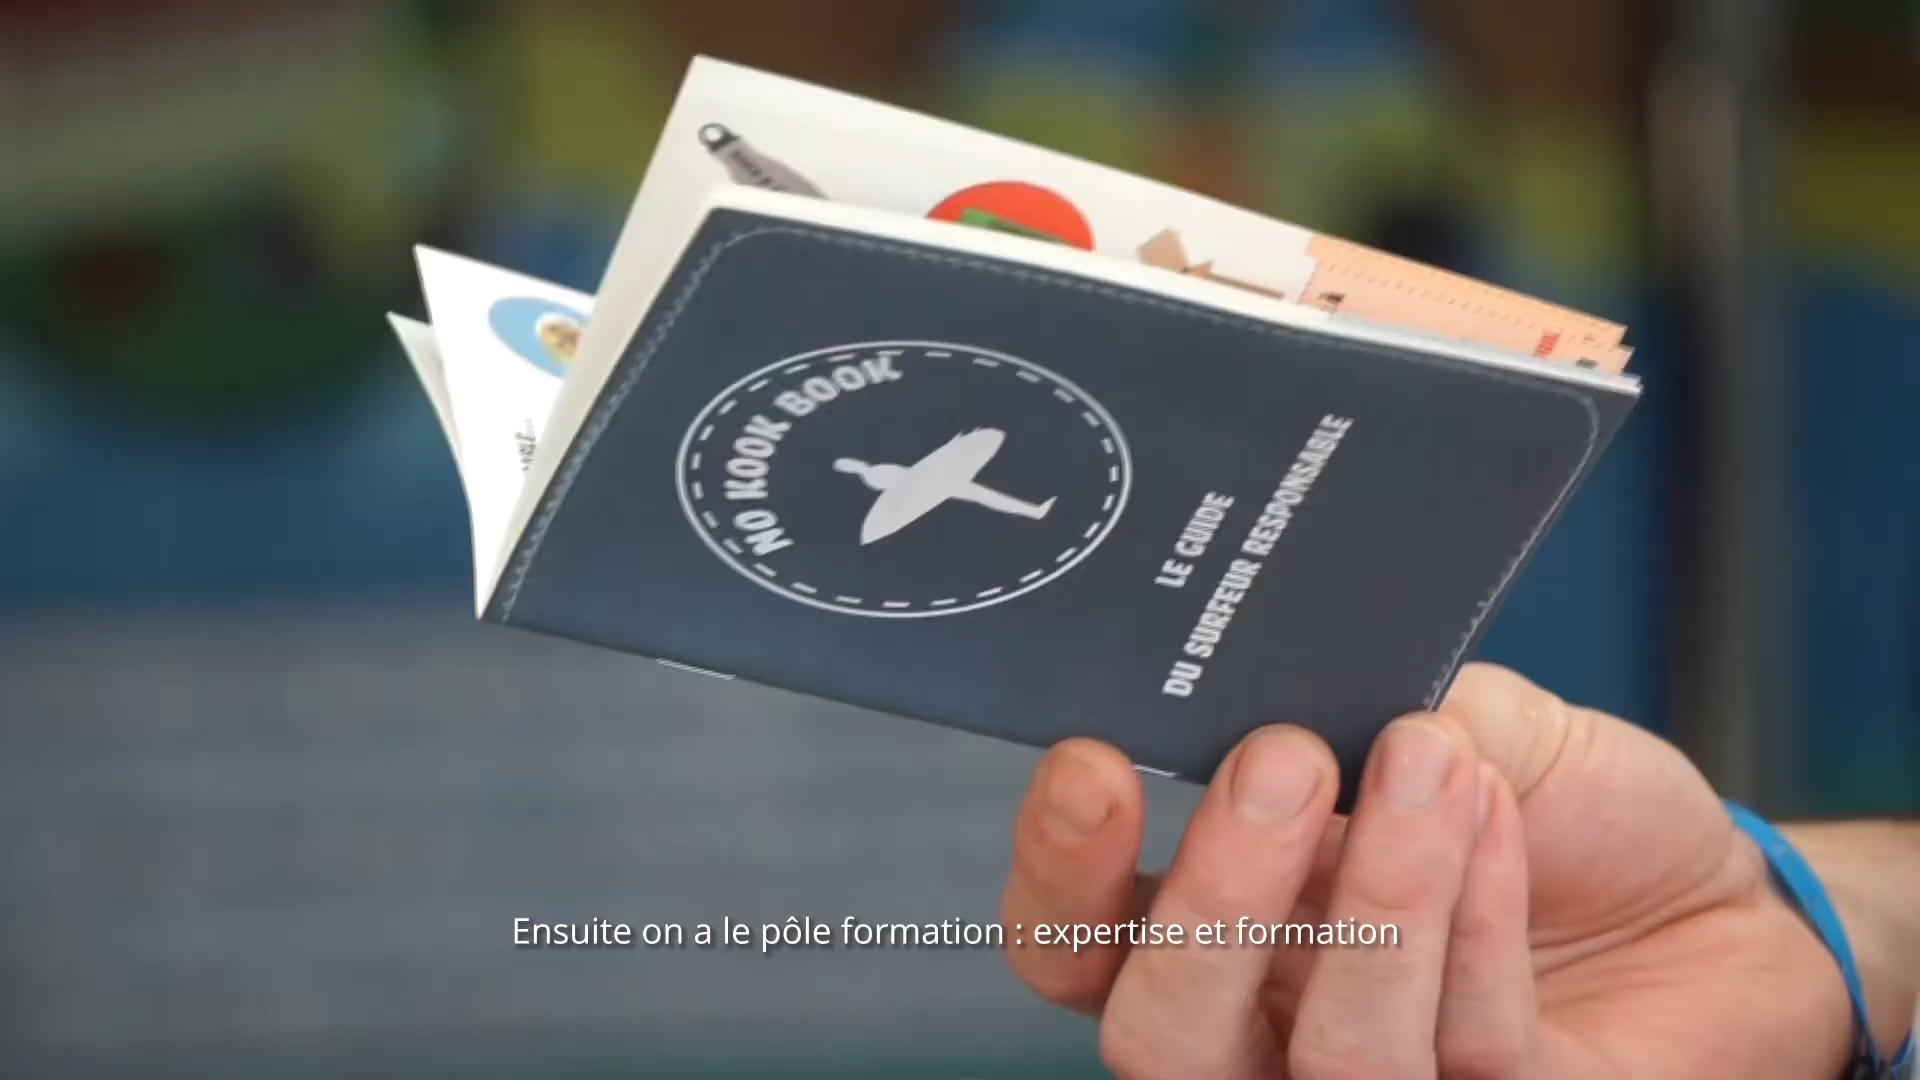 NO KOOK BOOK
LE GUIDE
DU SURFEUR RESPONSABLE
Ensuite on a le pôle formation : expertise et formation